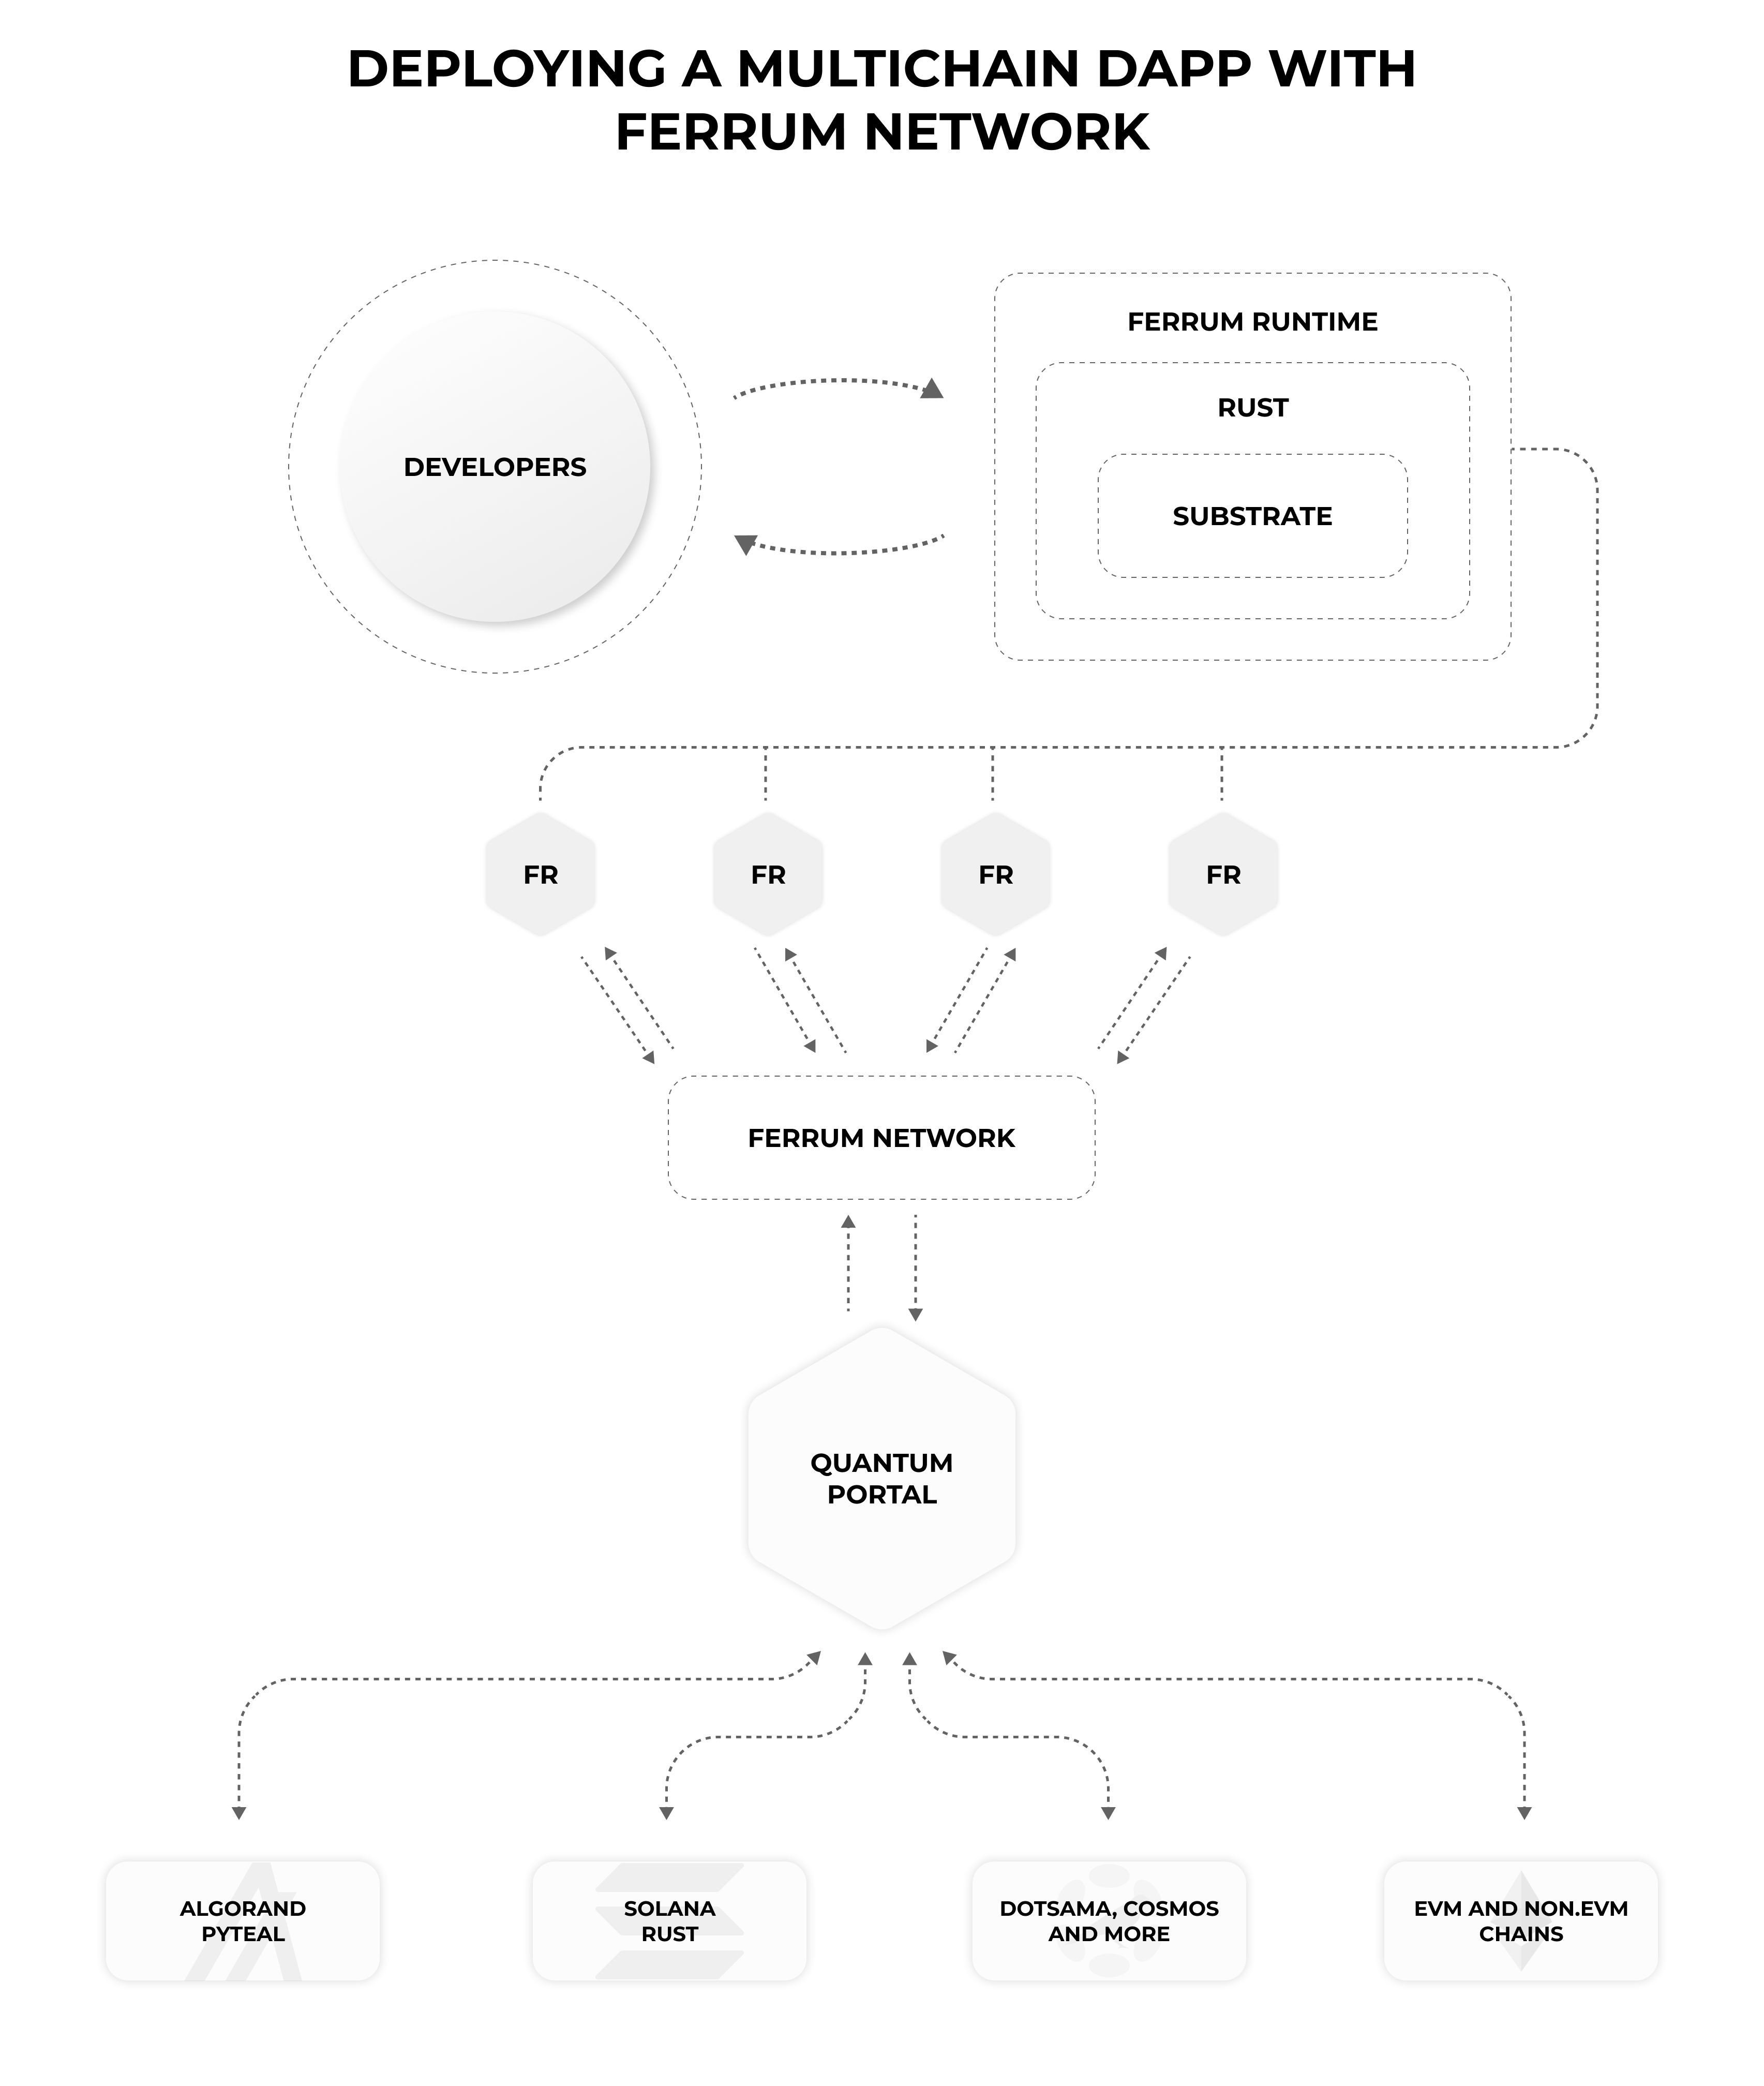 DEPLOYING A MULTICHAIN DAPP WITH
FERRUM NETWORK
DEVELOPERS
FERRUM RUNTIME
RUST
SUBSTRATE
FR
FR
FR
FR
FERRUM NETWORK
QUANTUM
PORTAL
ALGORAND
PYTEAL
SOLANA
RUST
DOTSAMA, COSMOS
AND MORE
EVM AND NON.EVM
CHAINS